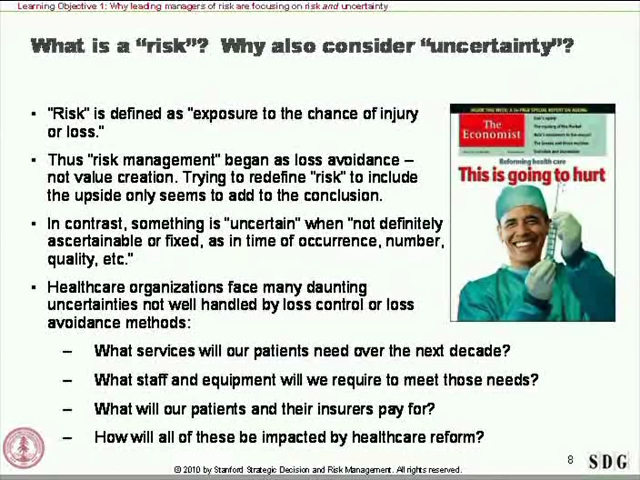 Learning Objective 1: Why leading managers of risk are focusing on risk and uncertainty
What is a “risk”? Why also consider “uncertainty”?
▪ "Risk" is defined as "exposure to the chance of injury
or loss."
▪ Thus "risk management" began as loss avoidance –
not value creation. Trying to redefine "risk" to include
the upside only seems to add to the conclusion.
▪ In contrast, something is "uncertain" when "not definitely
ascertainable or fixed, as in time of occurrence, number,
quality, etc."
▪ Healthcare organizations face many daunting
uncertainties not well handled by loss control or loss
avoidance methods:
– What services will our patients need over the next decade?
– What staff and equipment will we require to meet those needs?
– What will our patients and their insurers pay for?
– How will all of these be impacted by healthcare reform?
The
Economist
Reforming health care
This is going to hurt
8
SDG
© 2010 by Stanford Strategic Decision and Risk Management. All rights reserved.